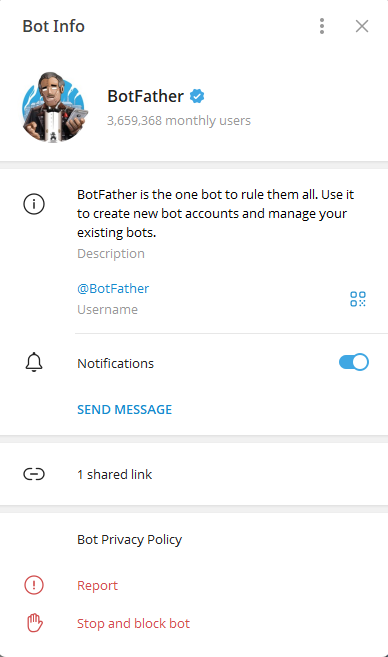 Bot Info
BotFather
3,659,368 monthly users
BotFather is the one bot to rule them all. Use it
to create new bot accounts and manage your
existing bots.
Description
@BotFather
Username
Notifications
SEND MESSAGE
1 shared link
Bot Privacy Policy
Report
Stop and block bot